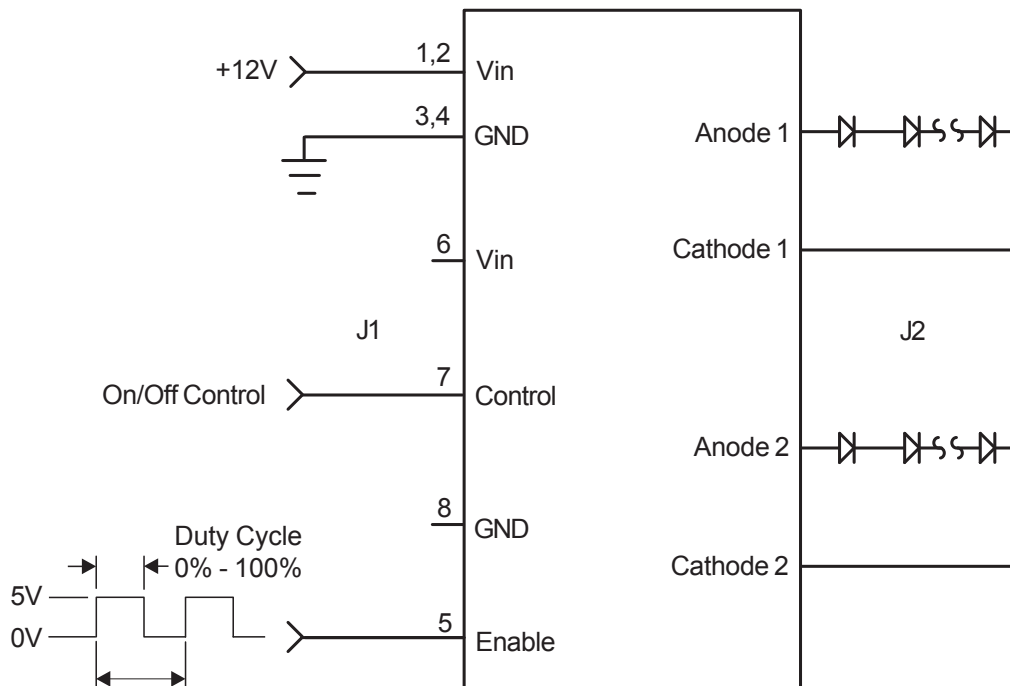 +12V
1,2
Vin
3,4
GND
Anode 1
6
Vin
Cathode 1
J1
J2
On/Off Control
7
Control
Anode 2
8
GND
Duty Cycle
0% - 100%
Cathode 2
5V
0V
5
Enable